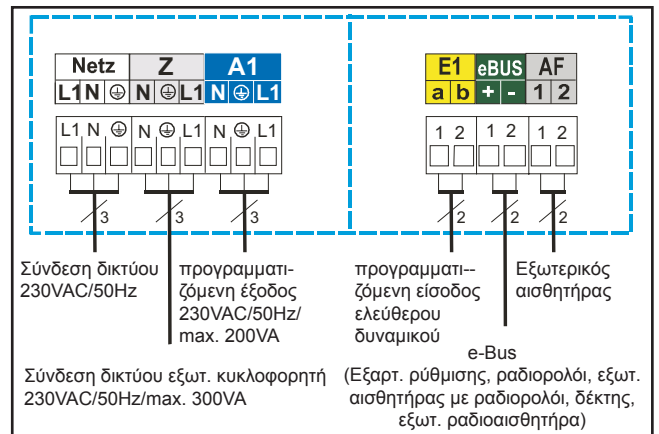 Netz Z A1
L1 N N L1 N L1
L1 N N L1 N L1
3 3 3
E1 eBUS AF
a b + - 1 2
1 2 1 2 1 2
2 2 2
Σύνδεση δικτύου
230VAC/50Hz
προγραμματι-
ζόμενη έξοδος
230VAC/50Hz/
max. 200VA
Σύνδεση δικτύου εξωτ. κυκλοφορητή
230VAC/50Hz/max. 300VA
προγραμματι--
ζόμενη είσοδος
ελεύθερου
δυναμικού
Εξωτερικός
αισθητήρας
e-Bus
(Εξαρτ. ρύθμισης, ραδιορολόι, εξωτ.
αισθητήρας με ραδιορολόι, δέκτης,
εξωτ. ραδιοαισθητήρα)